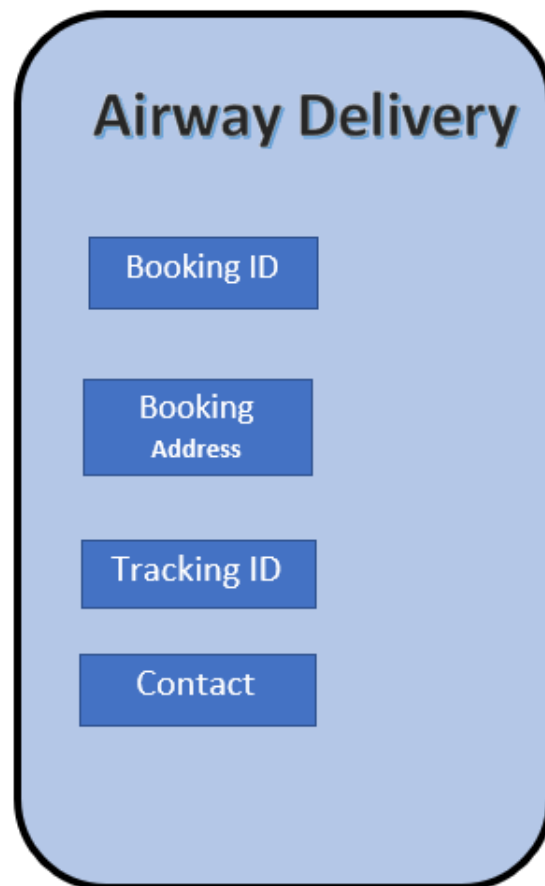 Airway Delivery
Booking ID
Booking
Address
Tracking ID
Contact